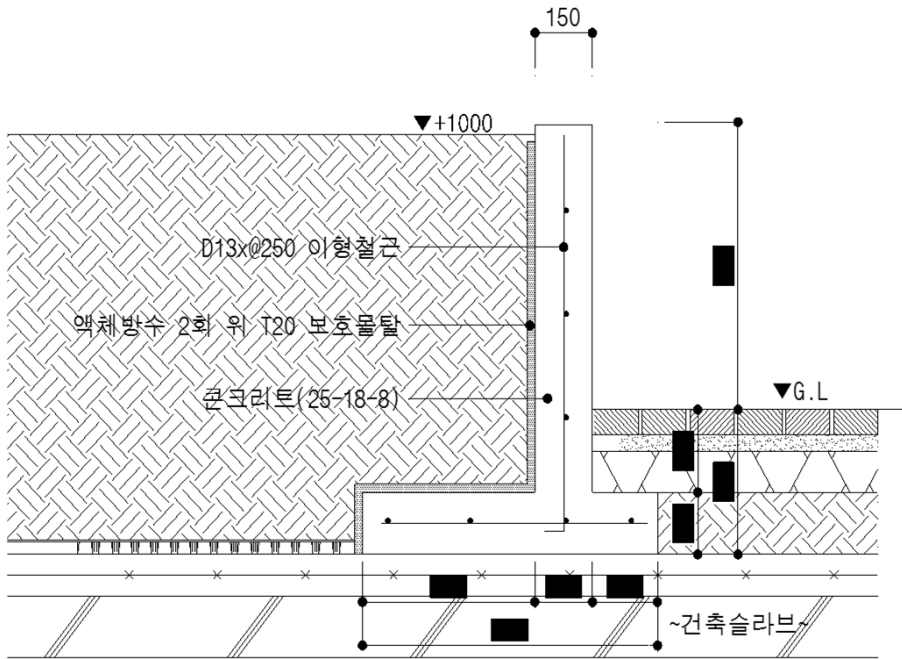 150
▼+1000
D13x@250 이형철근
액체방수 2회 위 T20 보호몰탈
콘크리트(25-18-8)
▼G.L
~건축슬라브~